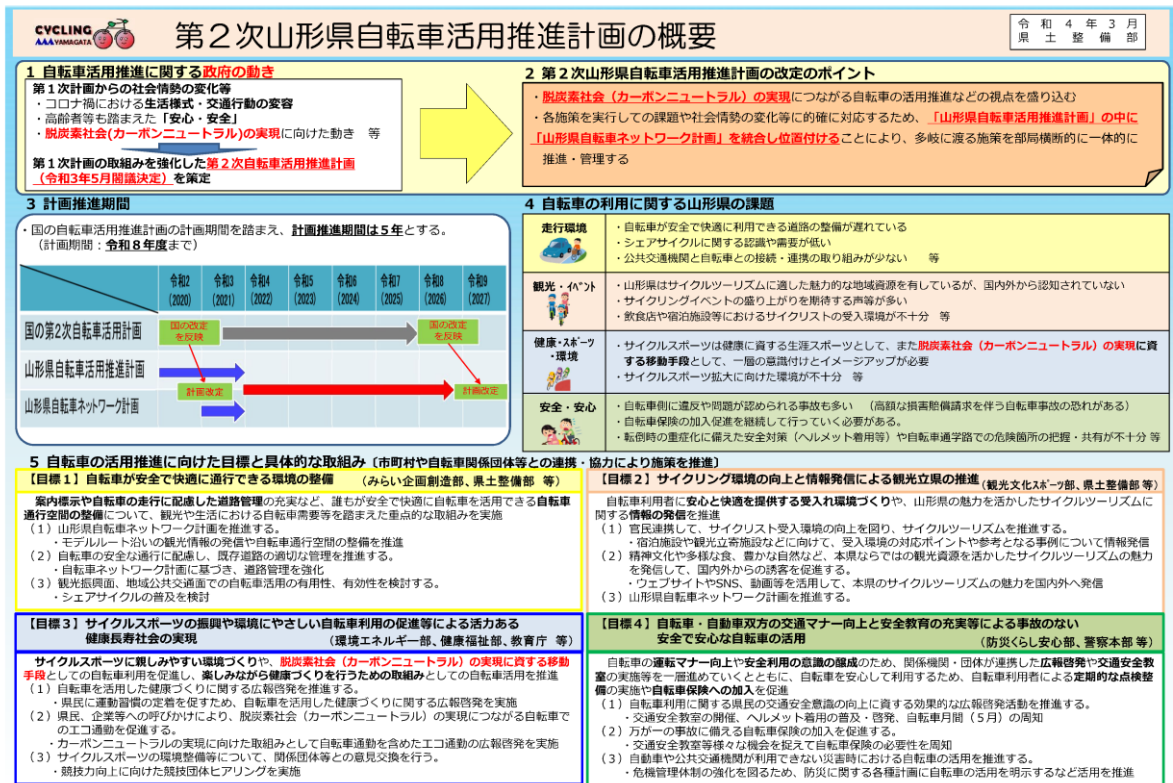 CYCLING
AAA YAMAGATA
第2次山形県自転車活用推進計画の概要
令和4年3月
県土整備部
1 自転車活用推進に関する政府の動き
第1次計画からの社会情勢の変化等
・コロナ禍における生活様式・交通行動の変容
・高齢者等も踏まえた「安心・安全」
・脱炭素社会(カーボンニュートラル)の実現に向けた動き 等
第1次計画の取組みを強化した第2次自転車活用推進計画
(令和3年5月閣議決定)を策定
2 第2次山形県自転車活用推進計画の改定のポイント
・脱炭素社会(カーボンニュートラル)の実現につながる自転車の活用推進などの視点を盛り込む
・各施策を実行しての課題や社会情勢の変化等に的確に対応するため、「山形県自転車活用推進計画」の中に
「山形県自転車ネットワーク計画」を統合し位置付けることにより、多岐に渡る施策を部局横断的に一体的に
推進・管理する
3 計画推進期間
・国の自転車活用推進計画の計画期間を踏まえ、計画推進期間は5年とする。
(計画期間:令和8年度まで)
令和2 令和3 令和4 令和5 令和6 令和7 令和8 令和9
(2020) (2021) (2022) (2023) (2024) (2025) (2026) (2027)
国の第2次自転車活用計画
国の改定
を反映
国の改定
を反映
山形県自転車活用推進計画
計画改定
計画改定
山形県自転車ネットワーク計画
4 自転車の利用に関する山形県の課題
走行環境
・自転車が安全で快適に利用できる道路の整備が遅れている
・シェアサイクルに関する認識や需要が低い
・公共交通機関と自転車との接続・連携の取り組みが少ない 等
観光・イベント
・山形県はサイクルツーリズムに適した魅力的な地域資源を有しているが、国内外から認知されていない
・サイクリングイベントの盛り上がりを期待する声等が多い
・飲食店や宿泊施設等におけるサイクリストの受入環境が不十分 等
健康・スポーツ
・環境
・サイクルスポーツは健康に資する生涯スポーツとして、また脱炭素社会(カーボンニュートラル)の実現に資
する移動手段として、一層の意識付けとイメージアップが必要
・サイクルスポーツ拡大に向けた環境が不十分 等
安全・安心
・自転車側に違反や問題が認められる事故も多い (高額な損害賠償請求を伴う自転車事故の恐れがある)
・自転車保険の加入促進を継続して行っていく必要がある。
・転倒時の重症化に備えた安全対策(ヘルメット着用等)や自転車通学路での危険箇所の把握・共有が不十分 等
5 自転車の活用推進に向けた目標と具体的な取組み〔市町村や自転車関係団体等との連携・協力により施策を推進〕
【目標1】自転車が安全で快適に通行できる環境の整備 (みらい企画創造部、県土整備部 等)
案内標示や自転車の走行に配慮した道路管理の充実など、誰もが安全で快適に自転車を活用できる自転車
通行空間の整備について、観光や生活における自転車需要等を踏まえた重点的な取組みを実施
(1)山形県自転車ネットワーク計画を推進する。
・モデルルート沿いの観光情報の発信や自転車通行空間の整備を推進
(2)自転車の安全な通行に配慮し、既存道路の適切な管理を推進する。
・自転車ネットワーク計画に基づき、道路管理を強化
(3)観光振興面、地域公共交通面での自転車活用の有用性、有効性を検討する。
・シェアサイクルの普及を検討
【目標2】サイクリング環境の向上と情報発信による観光立県の推進(観光文化スポーツ部、県土整備部 等)
自転車利用者に安心と快適を提供する受入れ環境づくりや、山形県の魅力を活かしたサイクルツーリズムに
関する情報の発信を推進
(1)官民連携して、サイクリスト受入環境の向上を図り、サイクルツーリズムを推進する。
・宿泊施設や観光立寄施設などに向けて、受入環境の対応ポイントや参考となる事例について情報発信
(2)精神文化や多様な食、豊かな自然など、本県ならではの観光資源を活かしたサイクルツーリズムの魅力
を発信して、国内外からの誘客を促進する。
・ウェブサイトやSNS、動画等を活用して、本県のサイクルツーリズムの魅力を国内外へ発信
(3)山形県自転車ネットワーク計画を推進する。
【目標3】サイクルスポーツの振興や環境にやさしい自転車利用の促進等による活力ある
健康長寿社会の実現 (環境エネルギー部、健康福祉部、教育庁 等)
サイクルスポーツに親しみやすい環境づくりや、脱炭素社会(カーボンニュートラル)の実現に資する移動
手段としての自転車利用を促進し、楽しみながら健康づくりを行うための取組みとしての自転車活用を推進
(1)自転車を活用した健康づくりに関する広報啓発を推進する。
・県民に運動習慣の定着を促すため、自転車を活用した健康づくりに関する広報啓発を実施
(2)県民、企業等への呼びかけにより、脱炭素社会(カーボンニュートラル)の実現につながる自転車で
のエコ通勤を促進する。
・カーボンニュートラルの実現に向けた取組みとして自転車通勤を含めたエコ通勤の広報啓発を実施
(3)サイクルスポーツの環境整備等について、関係団体等との意見交換を行う。
・競技力向上に向けた競技団体ヒアリングを実施
【目標4】自転車・自動車双方の交通マナー向上と安全教育の充実等による事故のない
安全で安心な自転車の活用 (防災くらし安心部、警察本部 等)
自転車の運転マナー向上や安全利用の意識の醸成のため、関係機関・団体が連携した広報啓発や交通安全教
室の実施等を一層進めていくとともに、自転車を安心して利用するため、自転車利用者による定期的な点検整
備の実施や自転車保険への加入を促進
(1)自転車利用に関する県民の交通安全意識の向上に資する効果的な広報啓発活動を推進する。
・交通安全教室の開催、ヘルメット着用の普及・啓発、自転車月間(5月)の周知
(2)万が一の事故に備える自転車保険の加入を促進する。
・交通安全教室等様々な機会を捉えて自転車保険の必要性を周知
(3)自動車や公共交通機関が利用できない災害時における自転車の活用を推進する。
・危機管理体制の強化を図るため、防災に関する各種計画に自転車の活用を明示するなど活用を推進